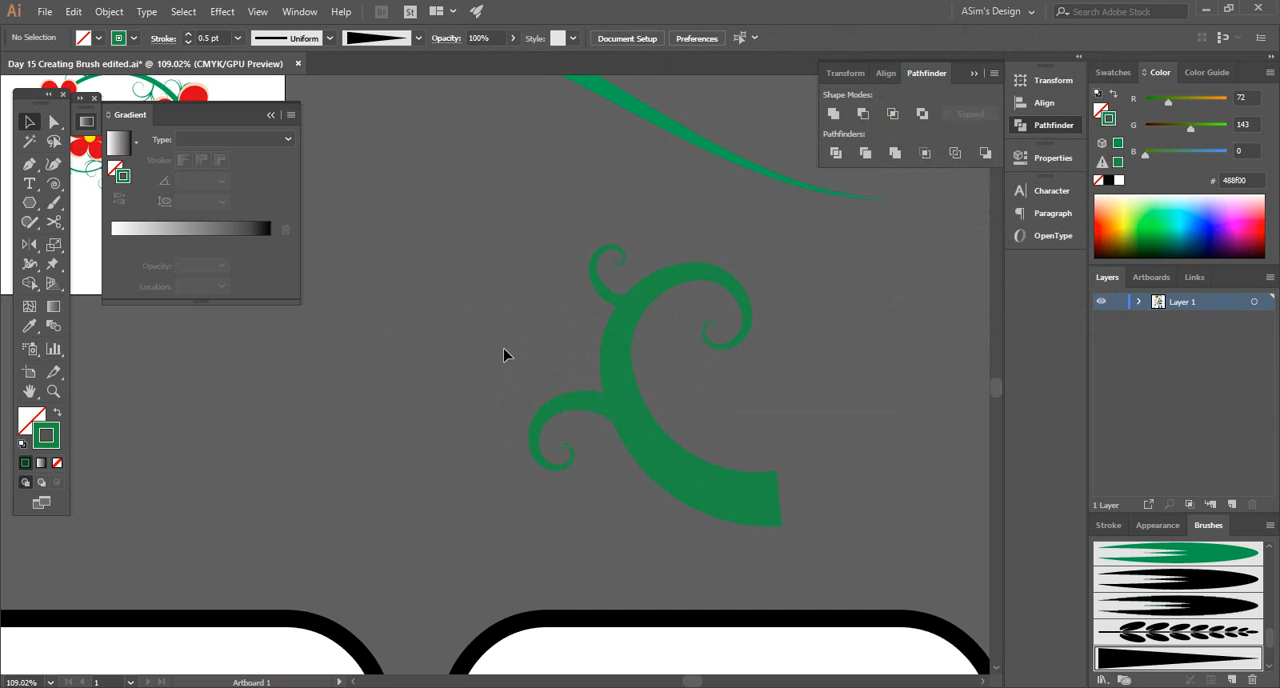 Ai File Edit Object Type Select Effect View Window Help Br St ASim's Design Search Adobe Stock
No Selection Stroke: 0.5 pt Uniform Opacity: 100% Style: Document Setup Preferences
Day 15 Creating Brush edited.ai* @ 109.02% (CMYK/GPU Preview)
Transform Align Pathfinder
Shape Modes:
Expand
Pathfinders:
Gradient
Type:
Stroke:
Opacity:
Location:
Transform
Align
Pathfinder
Properties
Character
Paragraph
OpenType
Swatches Color Color Guide
R 72
G 143
B 0
# 488f00
Layers Artboards Links
Layer 1
1 Layer
Stroke Appearance Brushes
109.02% 1 Artboard 1